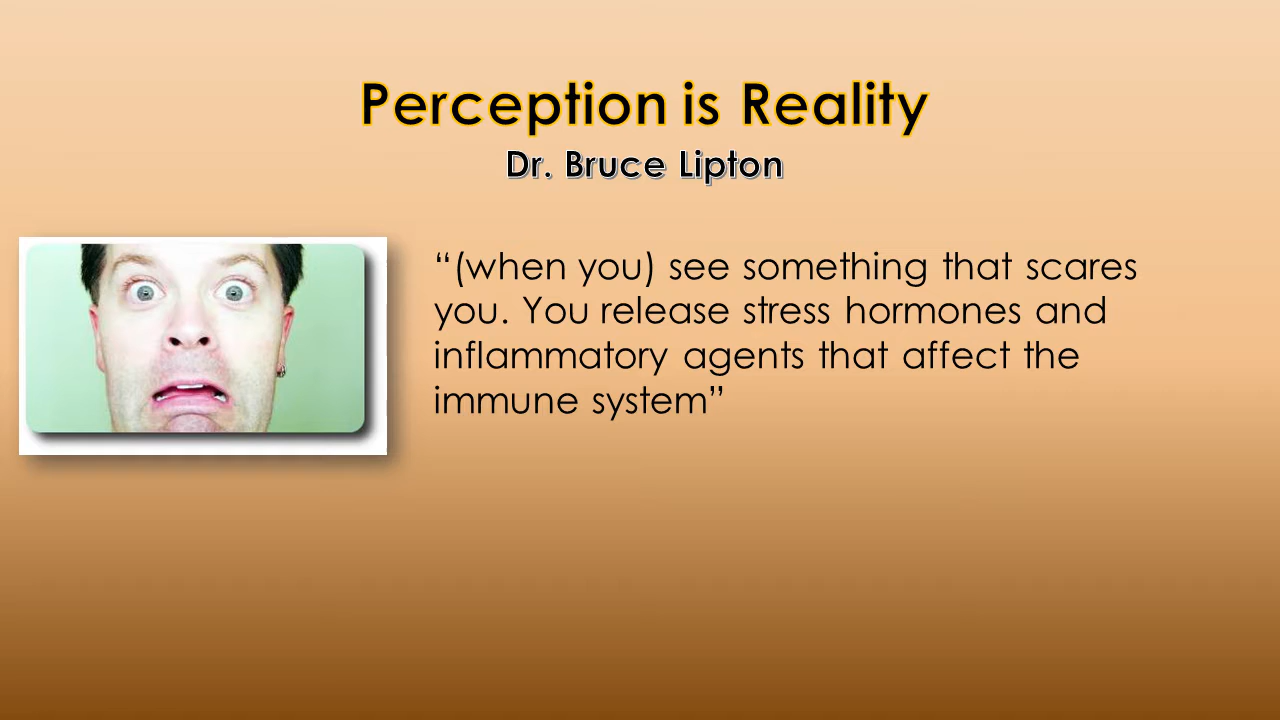 Perception is Reality
Dr. Bruce Lipton
“(when you) see something that scares
you. You release stress hormones and
inflammatory agents that affect the
immune system”